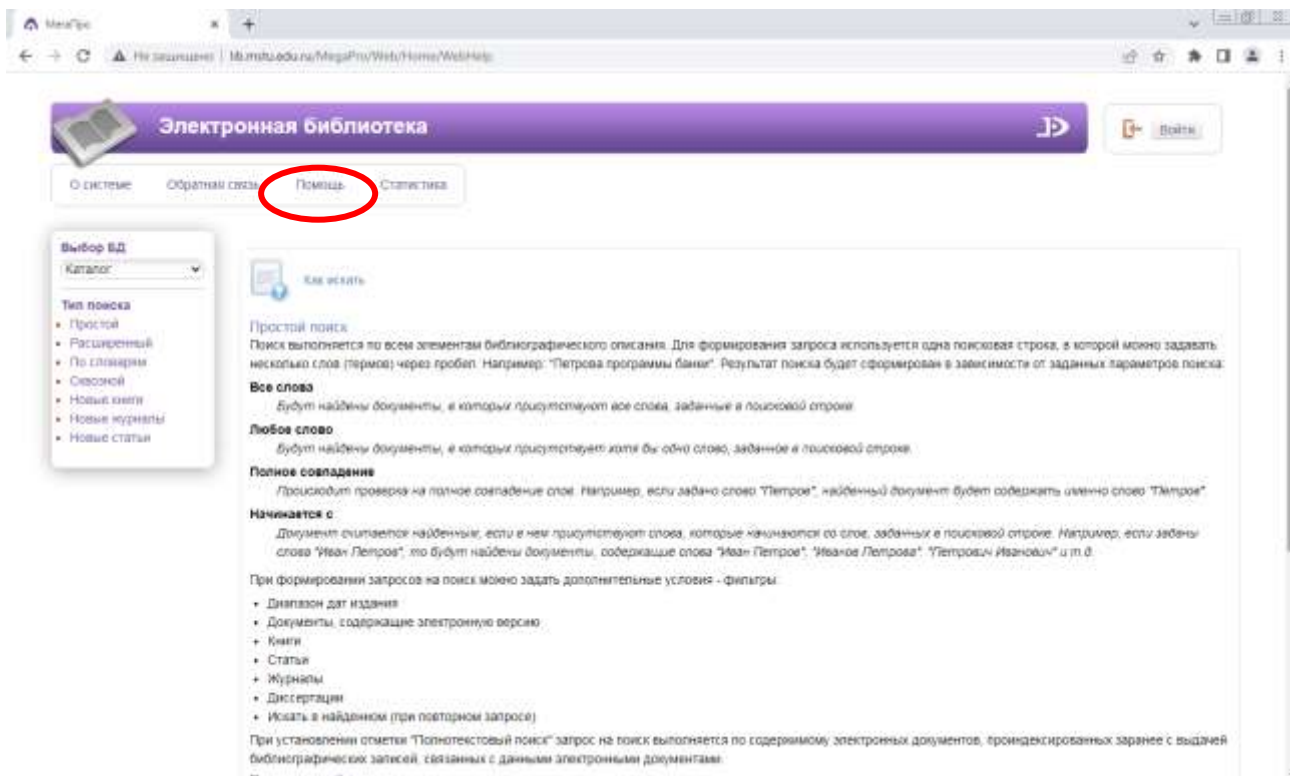 МегаПро
Не защищено | lib.mstu.edu.ru/MegaPro/Web/Home/WebHelp
Электронная библиотека
Войти
О системе Обратная связь Помощь Статистика
Выбор БД
Каталог
Тип поиска
Простой
Расширенный
По словарям
Сквозной
Новые книги
Новые журналы
Новые статьи
Как искать
Простой поиск
Поиск выполняется по всем элементам библиографического описания. Для формирования запроса используется одна поисковая строка, в которой можно задавать
несколько слов (термов) через пробел. Например: "Петрова программы банки". Результат поиска будет сформирован в зависимости от заданных параметров поиска:
Все слова
Будут найдены документы, в которых присутствуют все слова, заданные в поисковой строке.
Любое слово
Будут найдены документы, в которых присутствует хотя бы одно слово, заданное в поисковой строке.
Полное совпадение
Происходит проверка на полное совпадение слов. Например, если задано слово "Петров", найденный документ будет содержать именно слово "Петров".
Начинается с
Документ считается найденным, если в нем присутствуют слова, которые начинаются со слов, заданных в поисковой строке. Например, если заданы
слова "Иван Петров", то будут найдены документы, содержащие слова "Иван Петров", "Иванов Петрова", "Петрович Иванович" и т.д.
При формировании запросов на поиск можно задать дополнительные условия - фильтры:
Диапазон дат издания
Документы, содержащие электронную версию
Книги
Статьи
Журналы
Диссертации
Искать в найденном (при повторном запросе)
При установлении отметки "Полнотекстовый поиск" запрос на поиск выполняется по содержимому электронных документов, проиндексированных заранее с выдачей
библиографических записей, связанных с данными электронными документами.